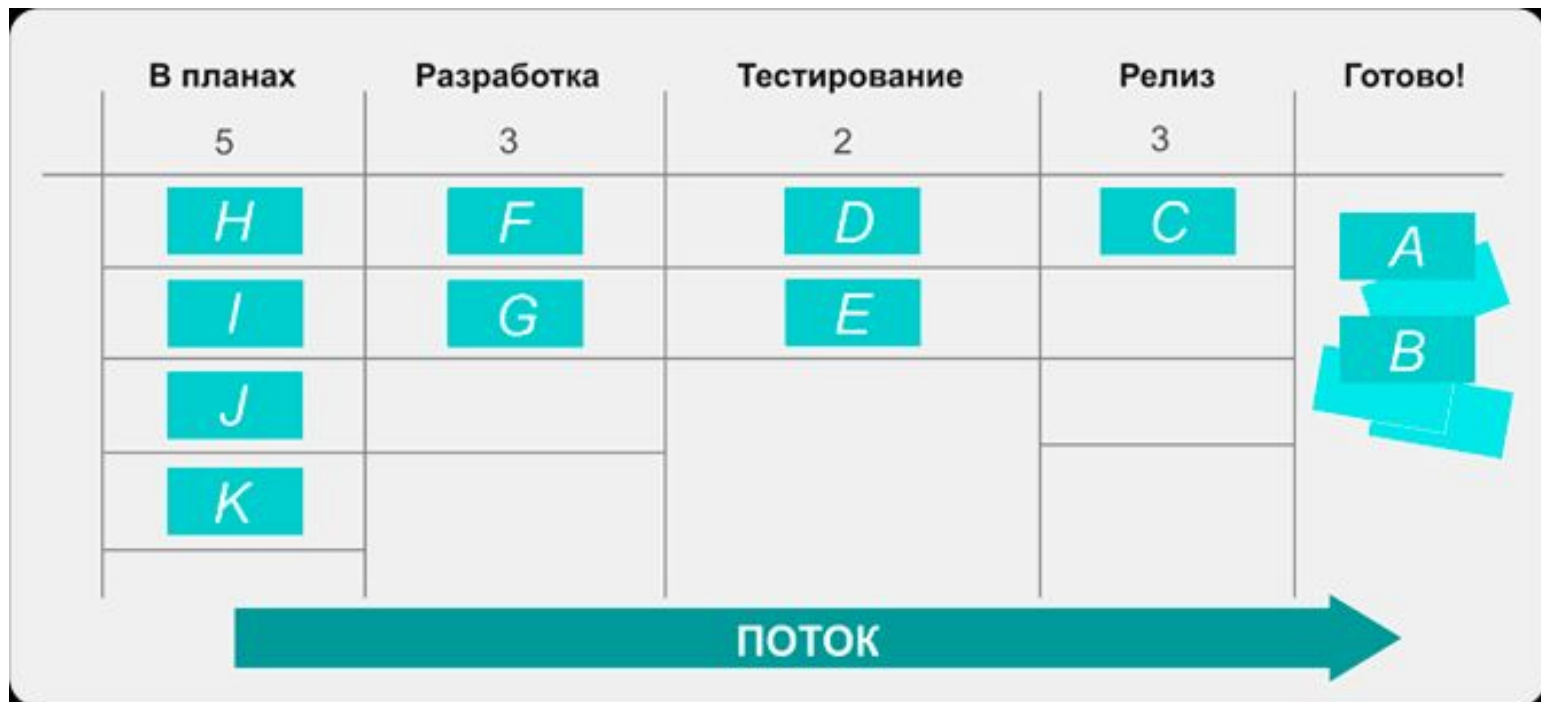 В планах Разработка Тестирование Релиз Готово!
5 3 2 3
H F D C A
I G E B
J
K
ПОТОК